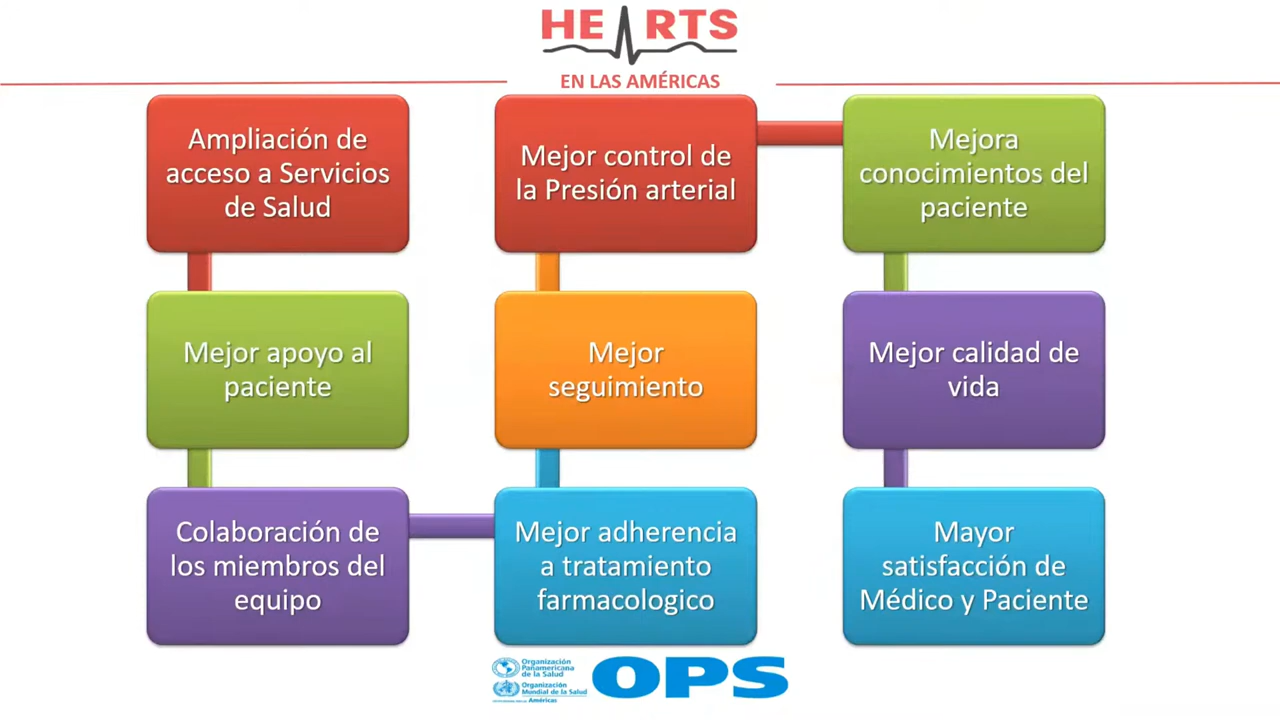 HEARTS
EN LAS AMÉRICAS
Ampliación de
acceso a Servicios
de Salud
Mejor apoyo al
paciente
Colaboración de
los miembros del
equipo
Mejor adherencia
a tratamiento
farmacologico
Mejor
seguimiento
Mejor control de
la Presión arterial
Mejora
conocimientos del
paciente
Mejor calidad de
vida
Mayor
satisfacción de
Médico y Paciente
Organización
Panamericana
de la Salud
Organización
Mundial de la Salud
Américas
OPS